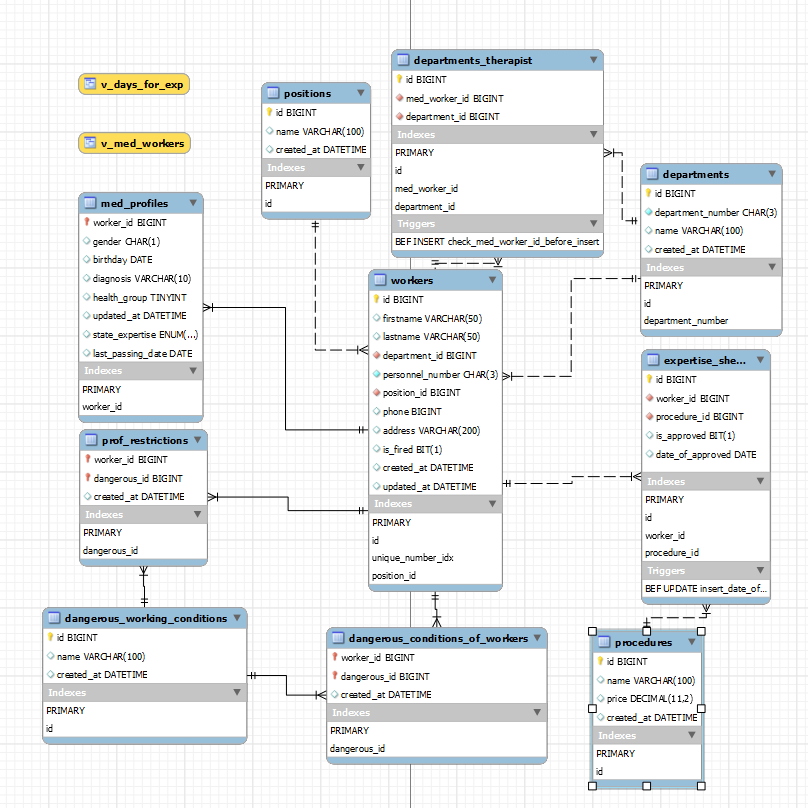 v_days_for_exp
v_med_workers
positions
id BIGINT
name VARCHAR(100)
created_at DATETIME
Indexes
PRIMARY
id
departments_therapist
id BIGINT
med_worker_id BIGINT
department_id BIGINT
Indexes
PRIMARY
id
med_worker_id
department_id
Triggers
BEF INSERT check_med_worker_id_before_insert
departments
id BIGINT
department_number CHAR(3)
name VARCHAR(100)
created_at DATETIME
Indexes
PRIMARY
id
department_number
med_profiles
worker_id BIGINT
gender CHAR(1)
birthday DATE
diagnosis VARCHAR(10)
health_group TINYINT
updated_at DATETIME
state_expertise ENUM(...)
last_passing_date DATE
Indexes
PRIMARY
worker_id
workers
id BIGINT
firstname VARCHAR(50)
lastname VARCHAR(50)
department_id BIGINT
personnel_number CHAR(3)
position_id BIGINT
phone BIGINT
address VARCHAR(200)
is_fired BIT(1)
created_at DATETIME
updated_at DATETIME
Indexes
PRIMARY
id
unique_number_idx
position_id
expertise_she...
id BIGINT
worker_id BIGINT
procedure_id BIGINT
is_approved BIT(1)
date_of_approved DATE
Indexes
PRIMARY
id
worker_id
procedure_id
Triggers
BEF UPDATE insert_date_of...
prof_restrictions
worker_id BIGINT
dangerous_id BIGINT
created_at DATETIME
Indexes
PRIMARY
dangerous_id
dangerous_working_conditions
id BIGINT
name VARCHAR(100)
created_at DATETIME
Indexes
PRIMARY
id
dangerous_conditions_of_workers
worker_id BIGINT
dangerous_id BIGINT
created_at DATETIME
Indexes
PRIMARY
dangerous_id
procedures
id BIGINT
name VARCHAR(100)
price DECIMAL(11,2)
created_at DATETIME
Indexes
PRIMARY
id